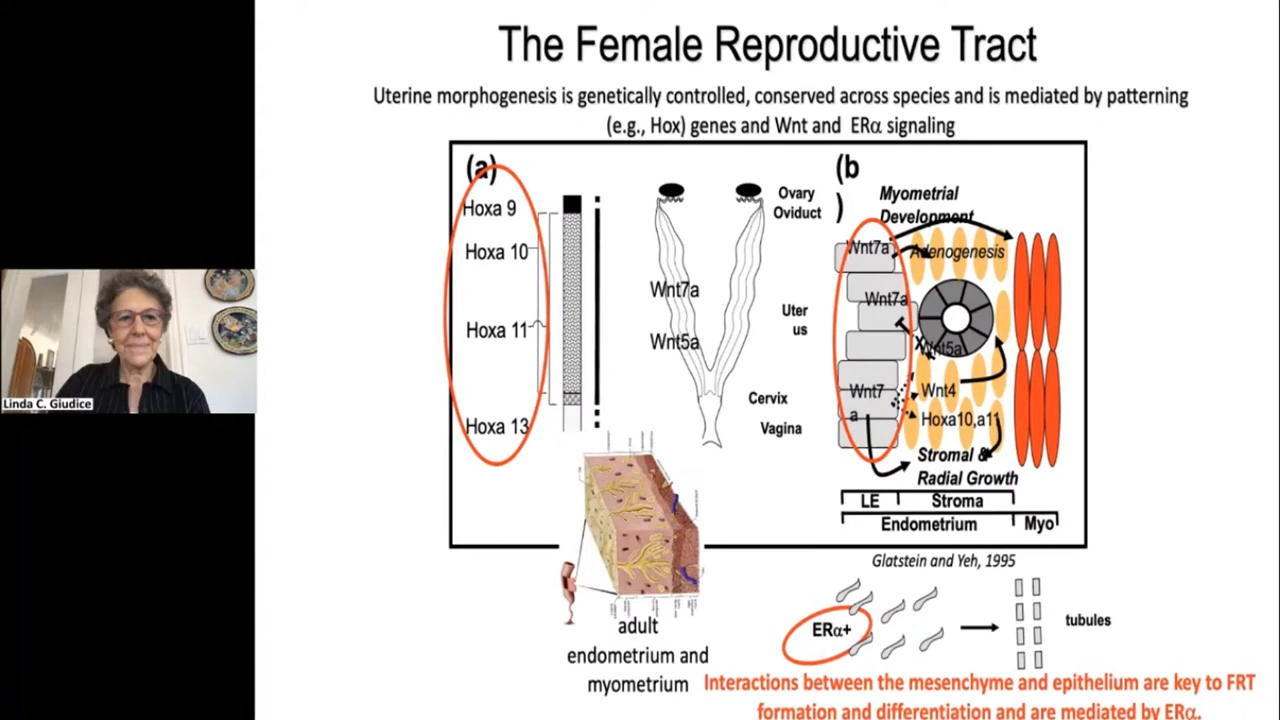 The Female Reproductive Tract
Uterine morphogenesis is genetically controlled, conserved across species and is mediated by patterning
(e.g., Hox) genes and Wnt and ERα signaling
(a)
Hoxa 9
Hoxa 10
Hoxa 11
Hoxa 13
Wnt7a
Wnt5a
Ovary
Oviduct
Uter
us
Cervix
Vagina
(b
)
Myometrial
Development
Adenogenesis
Wnt7a
Wnt7a
Wnt5a
Wnt7
a
Wnt4
Hoxa10,a11
Stromal &
Radial Growth
LE
Stroma
Endometrium
Myo
Glatstein and Yeh, 1995
Linda C. Giudice
adult
endometrium and
myometrium
ERα+
tubules
Interactions between the mesenchyme and epithelium are key to FRT
formation and differentiation and are mediated by ERα.